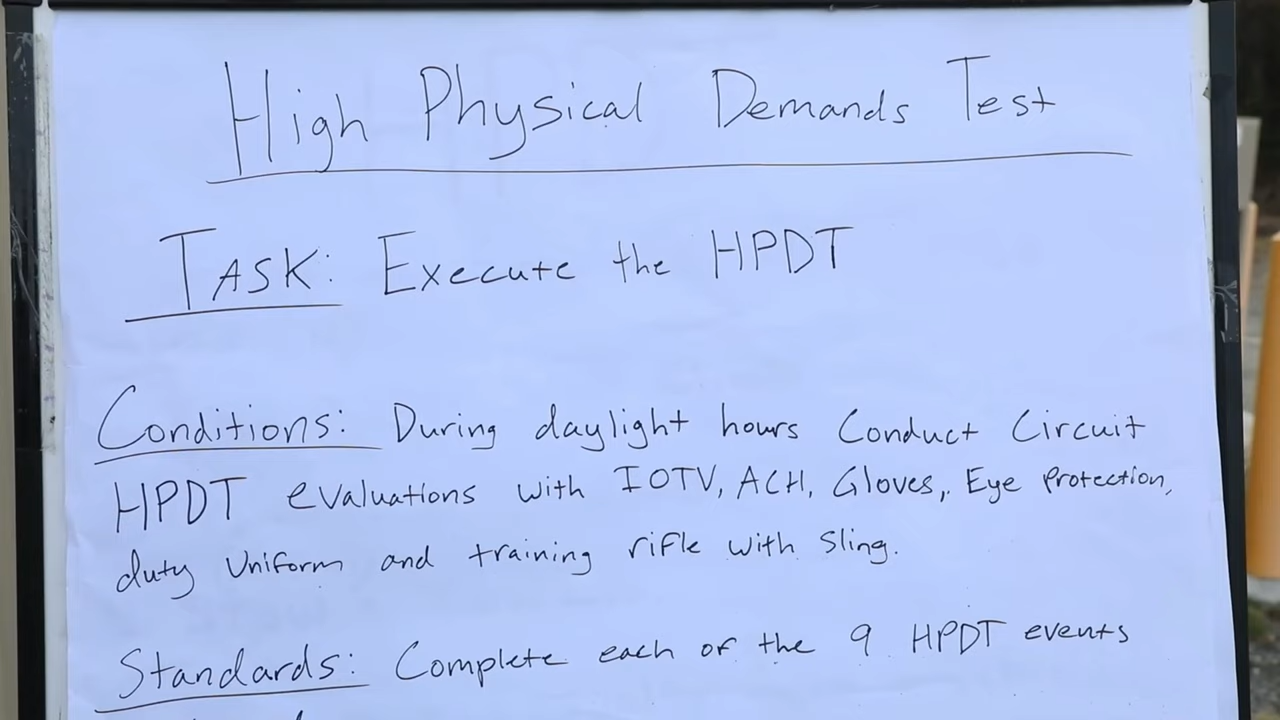 High Physical Demands Test
TASK: Execute the HPDT
Conditions: During daylight hours Conduct Circuit
HPDT evaluations with IOTV, ACH, Gloves, Eye Protection,
duty Uniform and training rifle with Sling.
Standards: Complete each of the 9 HPDT events